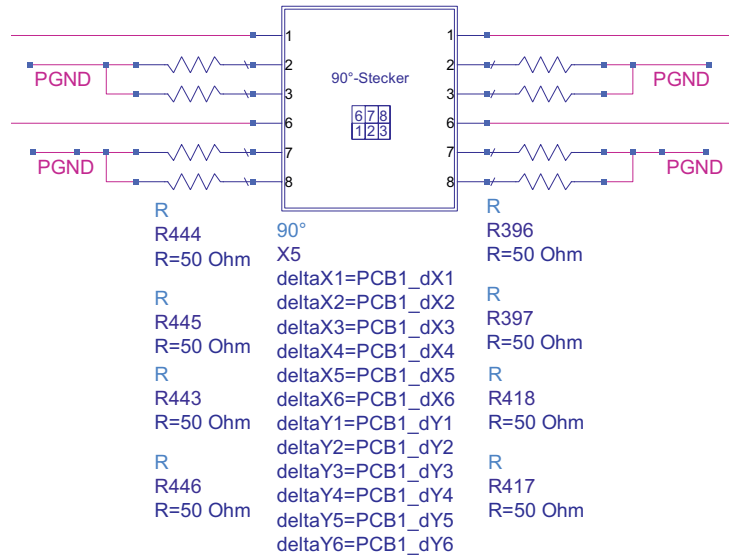 1 1
2 2
PGND 90°-Stecker PGND
3 3
6 7 8
1 2 3
6 6
7 7
PGND PGND
8 8
R
R444
R=50 Ohm
R
R445
R=50 Ohm
R
R443
R=50 Ohm
R
R446
R=50 Ohm
90°
X5
deltaX1=PCB1_dX1
deltaX2=PCB1_dX2
deltaX3=PCB1_dX3
deltaX4=PCB1_dX4
deltaX5=PCB1_dX5
deltaX6=PCB1_dX6
deltaY1=PCB1_dY1
deltaY2=PCB1_dY2
deltaY3=PCB1_dY3
deltaY4=PCB1_dY4
deltaY5=PCB1_dY5
deltaY6=PCB1_dY6
R
R396
R=50 Ohm
R
R397
R=50 Ohm
R
R418
R=50 Ohm
R
R417
R=50 Ohm